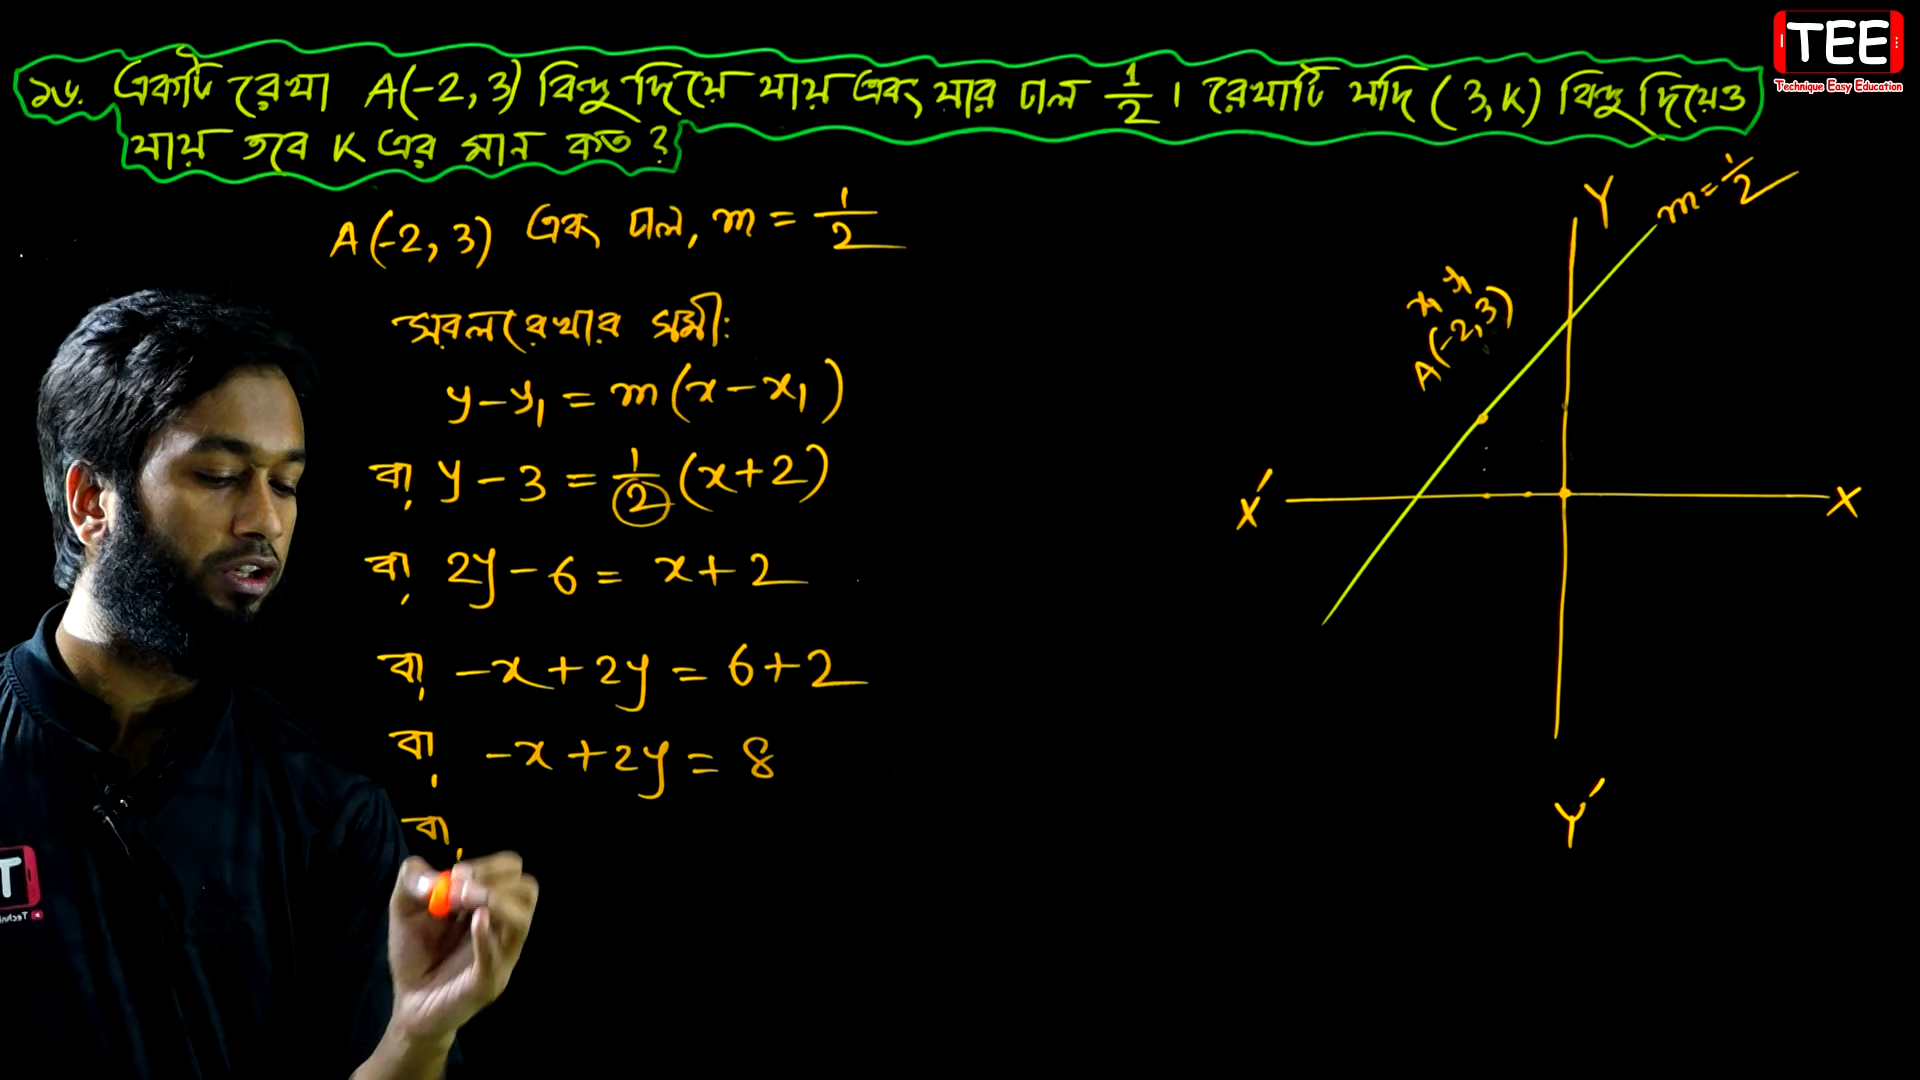 ১৬. একটি রেখা A(-2, 3) বিন্দু দিয়ে যায় এবং যার ঢাল 1/2। রেখাটি যদি (3, K) বিন্দু দিয়েও
যায় তবে K এর মান কত?
TEE
Technique Easy Education
A(-2, 3) এবং ঢাল, m = 1/2
সরলরেখার সমী:
y - y₁ = m(x - x₁)
বা, y - 3 = 1/2 (x + 2)
বা, 2y - 6 = x + 2
বা, -x + 2y = 6 + 2
বা, -x + 2y = 8
বা,
Y
m = 1/2
x₁ y₁
A(-2, 3)
X'
X
Y'
T